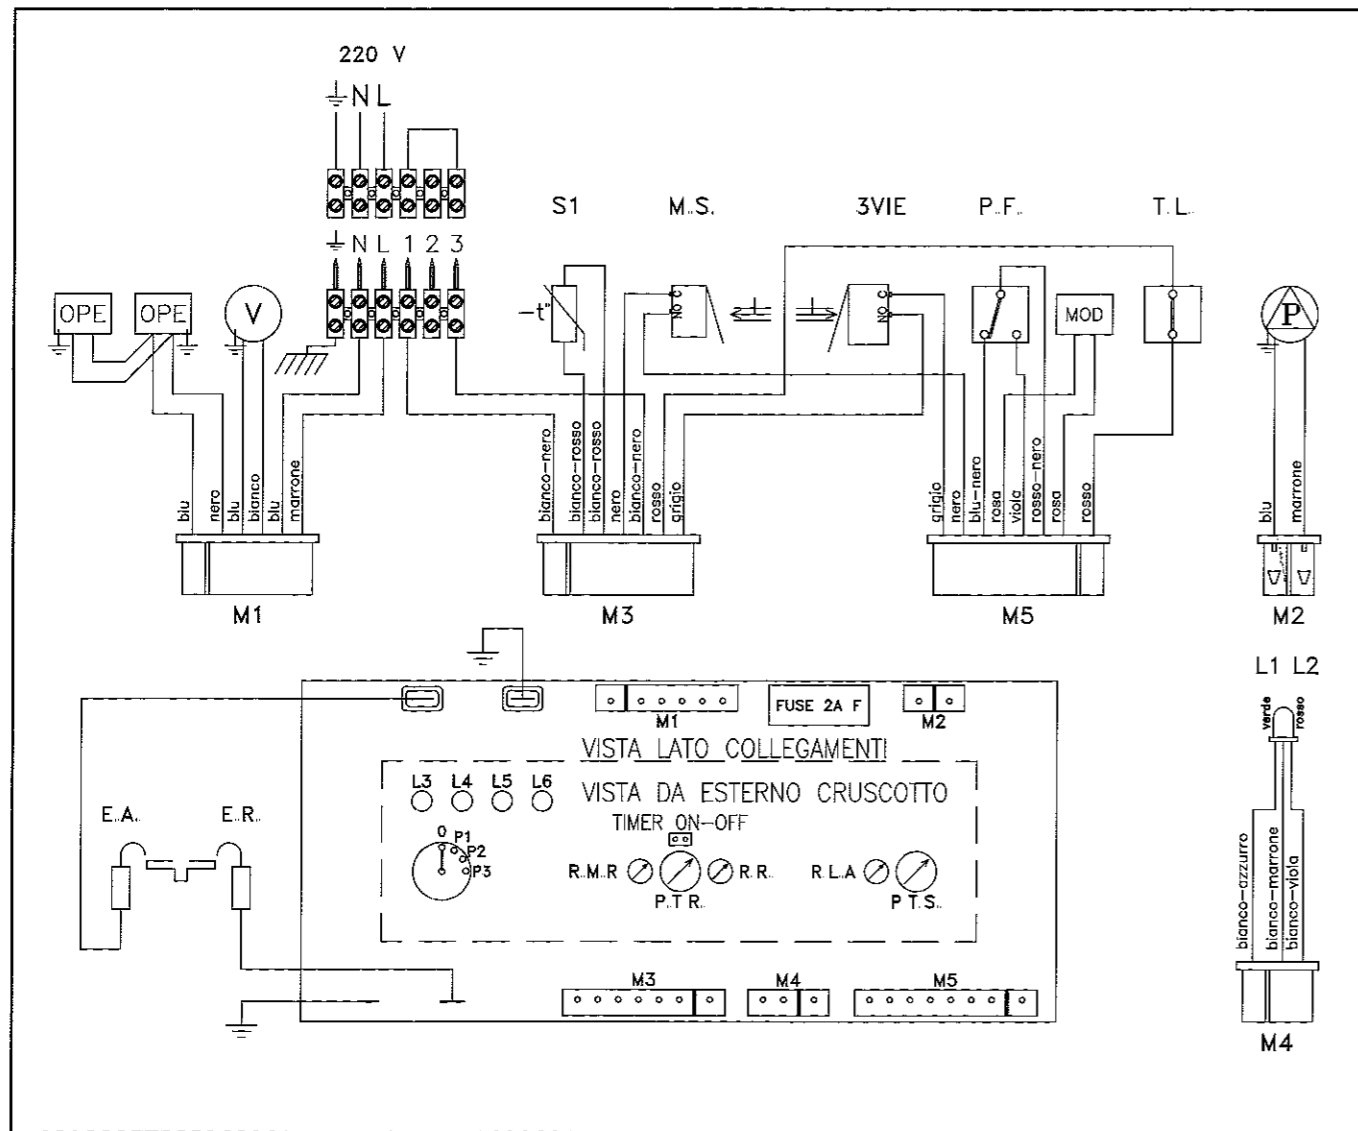 220 V
N L
N L 1 2 3
S1 M.S. 3VIE P.F. T.L.
OPE OPE V -t° C NO C NO MOD P
blu nero blu bianco blu marrone
bianco-nero bianco-rosso bianco-rosso nero bianco-nero rosso grigio
grigio nero blu-nero rosa viola rosso-nero rosa rosso
blu marrone
M1 M3 M5 M2
L1 L2
verde rosso
M1 FUSE 2A F M2
VISTA LATO COLLEGAMENTI
L3 L4 L5 L6 VISTA DA ESTERNO CRUSCOTTO
TIMER ON-OFF
E.A. E.R.
O P1 P2 P3
R.M.R R.R. R.L.A
P.T.R. P.T.S.
bianco-azzurro bianco-marrone bianco-viola
M3 M4 M5
M4